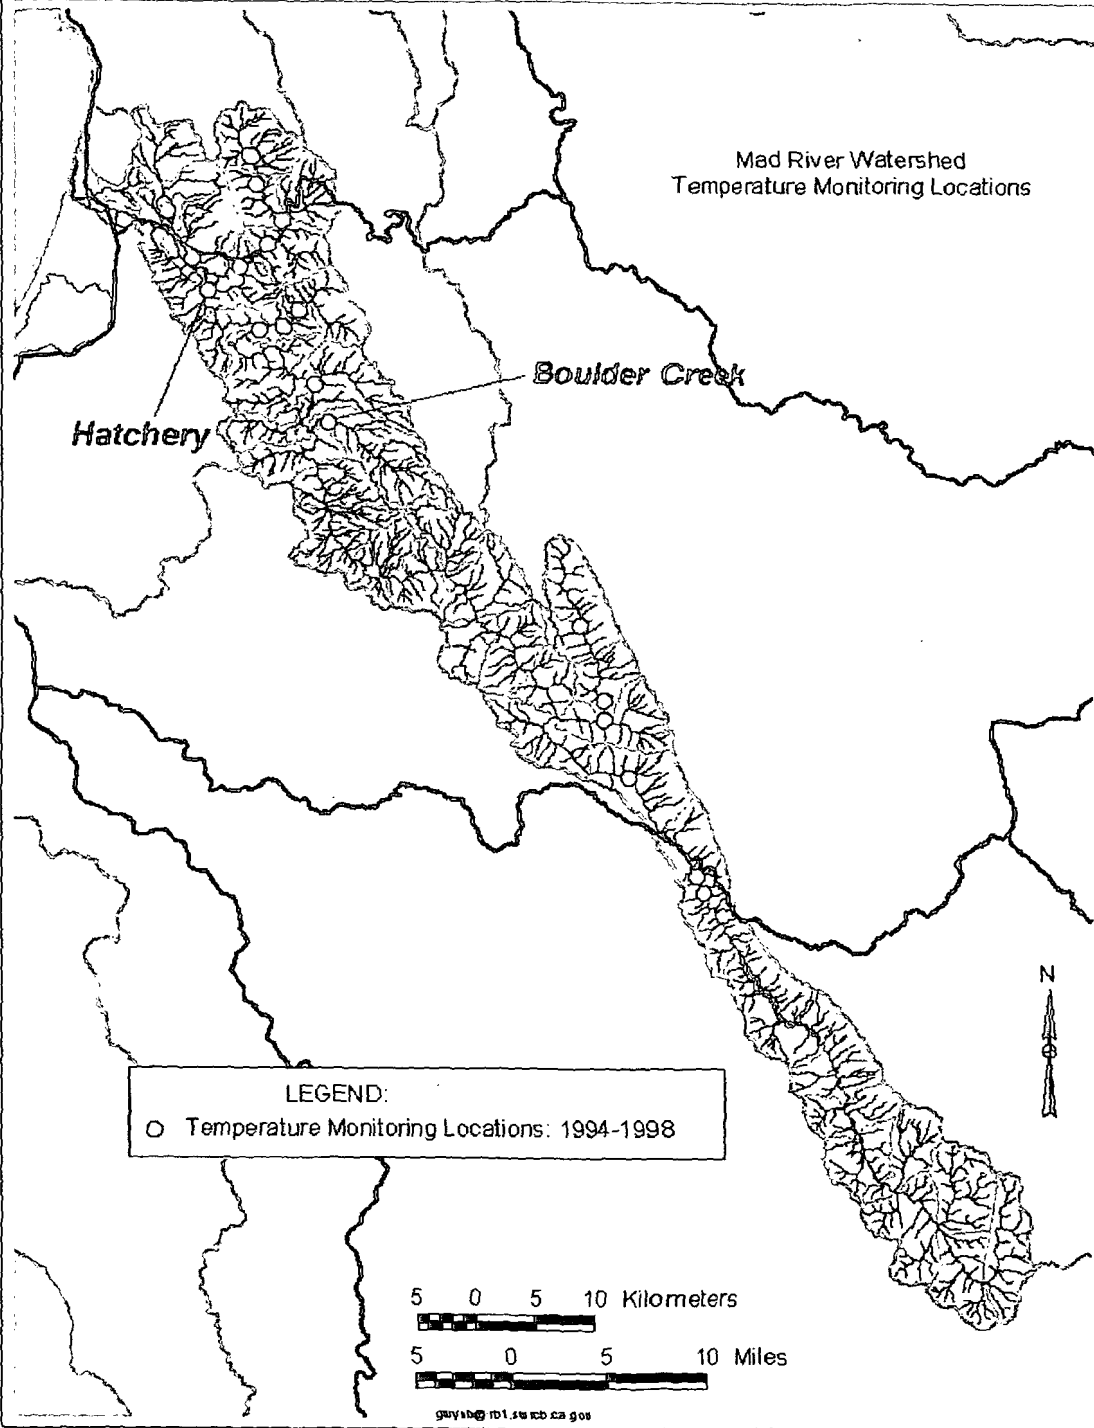 Mad River Watershed
Temperature Monitoring Locations
Boulder Creek
Hatchery
N
LEGEND:
Temperature Monitoring Locations: 1994-1998
5 0 5 10 Kilometers
5 0 5 10 Miles